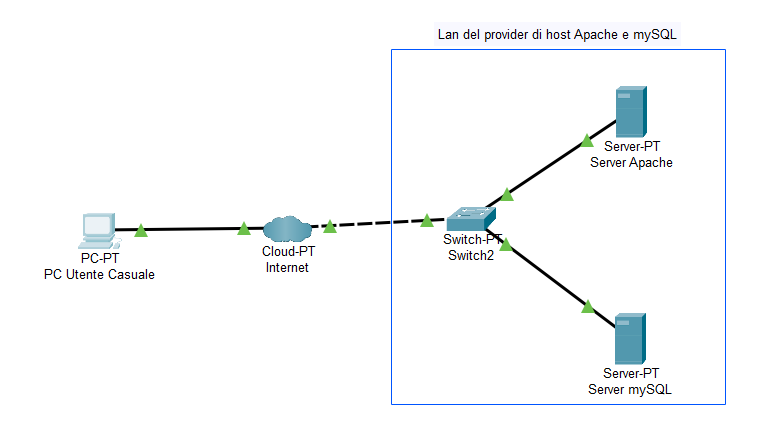 Lan del provider di host Apache e mySQL
Server-PT
Server Apache
Switch-PT
Switch2
Cloud-PT
Internet
PC-PT
PC Utente Casuale
Server-PT
Server mySQL